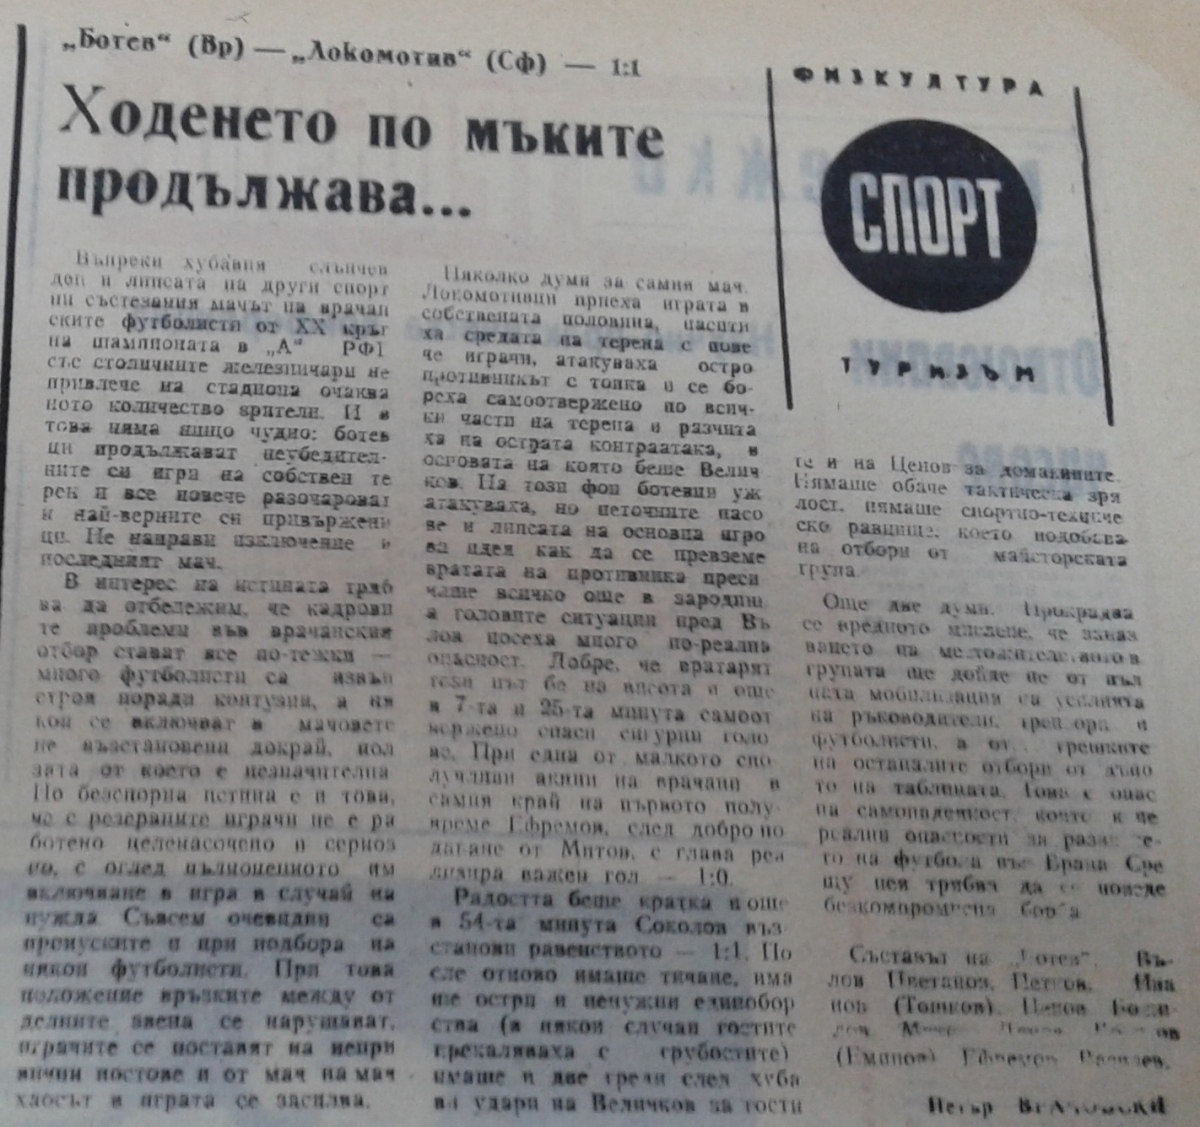 „Ботев“ (Вр) — „Локомотив“ (Сф) — 1:1
Ходенето по мъките
продължава...
ФИЗКУЛТУРА
СПОРТ
ТУРИЗЪМ
Въпреки хубавия слънчев
ден и липсата на други спорт
ни състезания мачът на врачан
ските футболисти от XX кръг
на шампионата в „А“ РФГ
със столичните железничари не
привлече на стадиона очаква
ното количество зрители. И в
това няма нищо чудно: ботев
ци продължават неубедител-
ните си игри на собствен те
рен и все повече разочароват
и най-верните си привържени
ци. Не направи изключение и
последният мач.
В интерес на истината тряб
ва да отбележим, че кадрови
те проблеми във врачанския
отбор стават все по-тежки —
много футболисти са извън
строя поради контузии, а ня
кои се включват в мачовете
не възстановени докрай, пол
зата от което е незначителна
Но безспорна истина е и това,
че с резервните играчи не е ра
ботено целенасочено и сериоз
но, с оглед пълноценното им
включване в игра в случай на
нужда. Съвсем очевидни са
пропуските и при подбора на
някои футболисти. При това
положение връзките между от
делните звена се нарушават,
играчите се поставят на непри
вични постове и от мач на мач
хаосът в играта се засилва.
Няколко думи за самия мач.
Локомотивци приеха играта в
собствената половина, насити
ха средата на терена с пове
че играчи, атакуваха остро
противникът с топка и се бо-
реха самоотвержено по всич-
ки части на терена и разчита
ха на острата контраатака, в
основата на която беше Велич
ков. На този фон ботевци уж
атакуваха, но неточните пасо
ве и липсата на основна игро
ва идея как да се превземе
вратата на противника преси
чаше всичко още в зародиш
а головите ситуации пред Въ
лов носеха много по-реална
опасност. Добре, че вратарят
този път бе на висота и още
в 7-та и 25-та минута самоот
вержено спаси сигурни голо
ве. При една от малкото спо
лучливи акции на врачани в
самия край на първото полу-
време Ефремов, след добро по
даване от Митов, с глава реа
лизира важен гол — 1:0.
Радостта беше кратка и още
в 54-та минута Соколов въз
станови равенството — 1:1. По
сле отново имаше тичане, има
ше остри и ненужни единобор
ства (в някои случаи гостите
прекаляваха с грубостите)
имаше и две греди след хуба
ви удари на Величков за гости
те и на Ценов за домакините.
Нямаше обаче тактическа зря
лост, нямаше спортно-техниче
ско равнище, което подобава
на отбори от майсторската
група.
Още две думи. Прокрадва
се вредното мислене, че запаз
ването на местожителството в
групата ще дойде не от пъл
ната мобилизация на усилията
на ръководители, треньори и
футболисти, а от... грешките
на останалите отбори от дъно
то на таблицата. Това е опас
на самонадеяност, която крие
реални опасности за развитие-
то на футбола във Враца. Сре
щу нея трябва да се поведе
безкомпромисна борба.
Съставът на „Ботев“: Въ-
лов Цветанов, Петков, Ива
нов (Тошков), Ценов
(Еминов) Ефремов
Петър